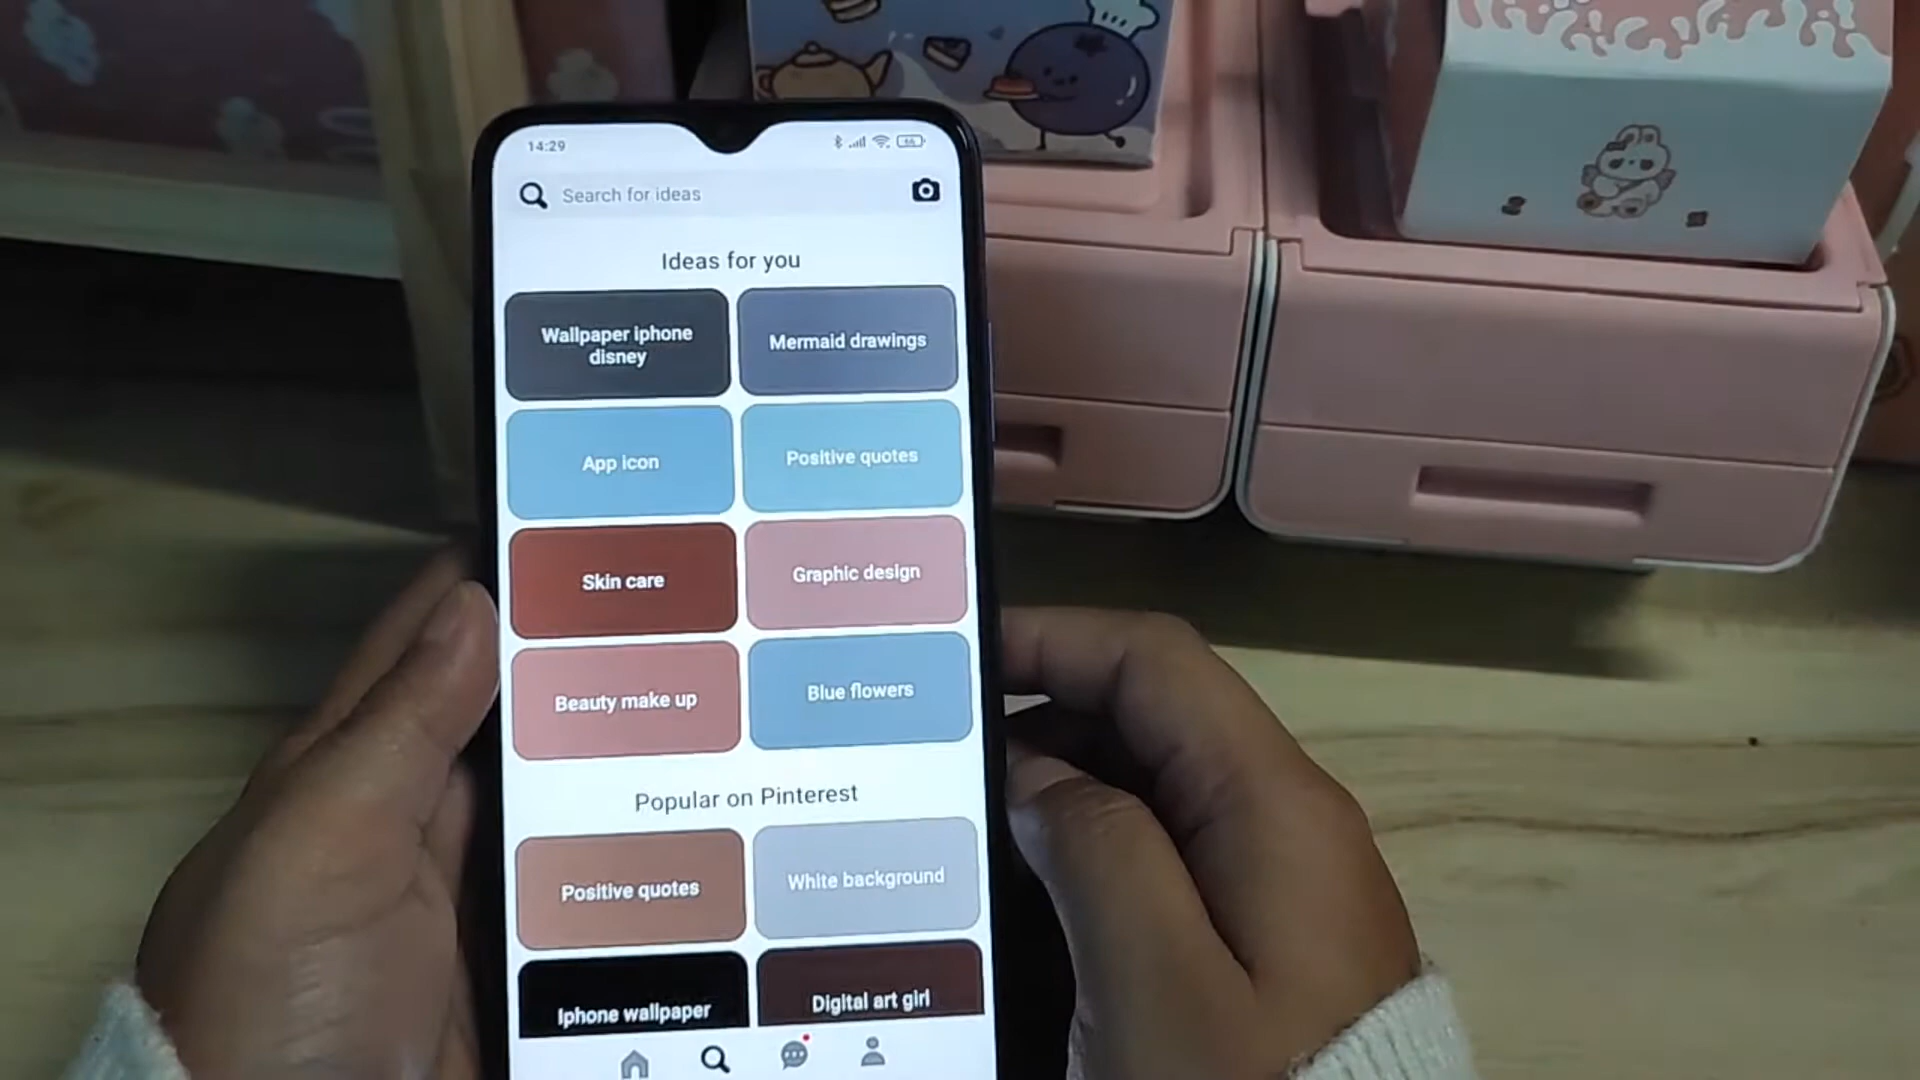 14:29
66
Search for ideas
Ideas for you
Wallpaper iphone
disney
Mermaid drawings
App icon
Positive quotes
Skin care
Graphic design
Beauty make up
Blue flowers
Popular on Pinterest
Positive quotes
White background
Iphone wallpaper
Digital art girl